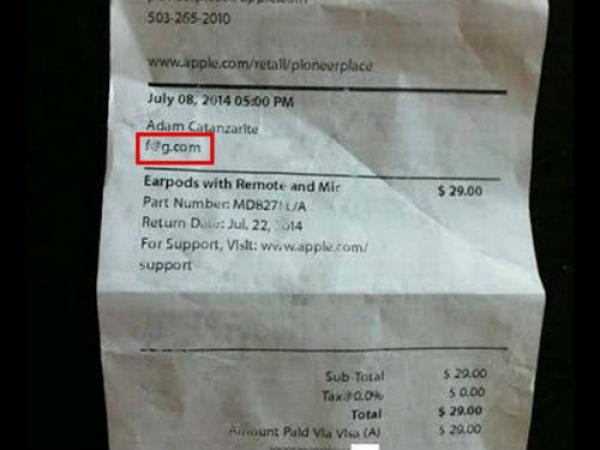 503-265-2010
www.apple.com/retail/pioneerplace
July 08, 2014 05:00 PM
Adam Catanzarite
f@g.com
Earpods with Remote and Mic $ 29.00
Part Number: MD827LL/A
Return Date: Jul. 22, 2014
For Support, Visit: www.apple.com/
support
Sub-Total $ 29.00
Tax@0.0% $ 0.00
Total $ 29.00
Amount Paid Via Visa (A) $ 29.00